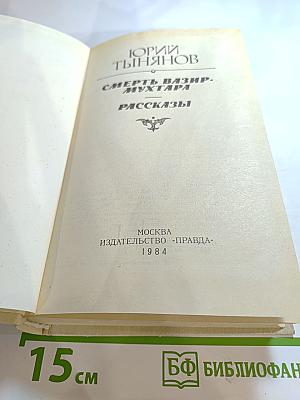 ЮРИЙ
ТЫНЯНОВ
СМЕРТЬ ВАЗИР-
МУХТАРА
РАССКАЗЫ
МОСКВА
ИЗДАТЕЛЬСТВО «ПРАВДА»
1984
15 см
БФ БИБЛИОФАН